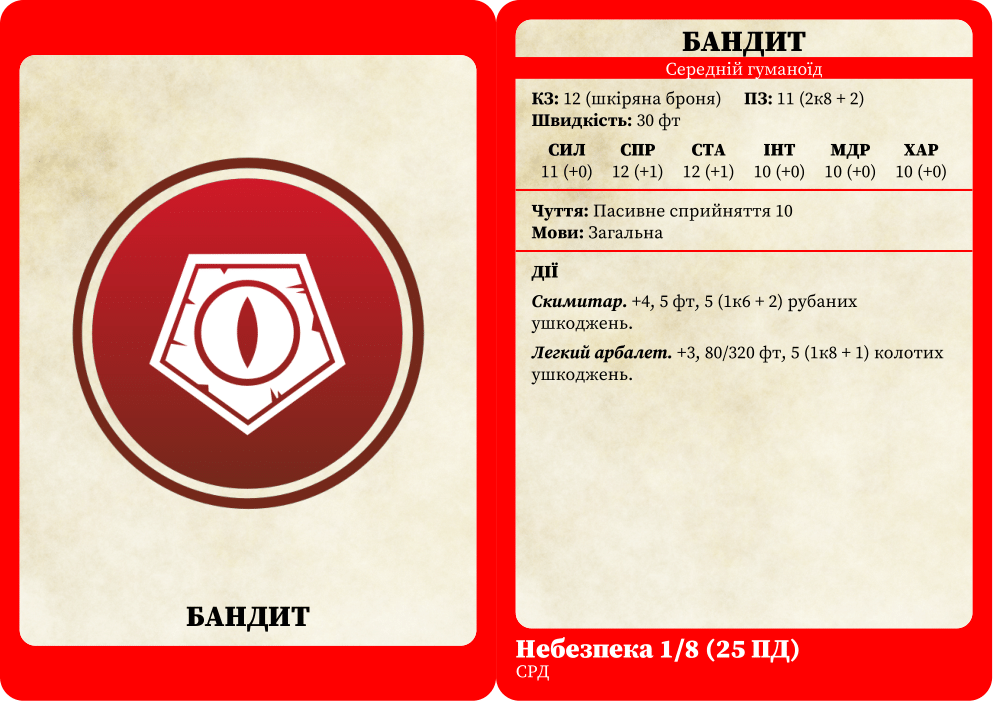 БАНДИТ
БАНДИТ
Середній гуманоїд
КЗ: 12 (шкіряна броня) ПЗ: 11 (2к8 + 2)
Швидкість: 30 фт
СИЛ СПР СТА ІНТ МДР ХАР
11 (+0) 12 (+1) 12 (+1) 10 (+0) 10 (+0) 10 (+0)
Чуття: Пасивне сприйняття 10
Мови: Загальна
ДІЇ
Скимитар. +4, 5 фт, 5 (1к6 + 2) рубаних
ушкоджень.
Легкий арбалет. +3, 80/320 фт, 5 (1к8 + 1) колотих
ушкоджень.
Небезпека 1/8 (25 ПД)
СРД